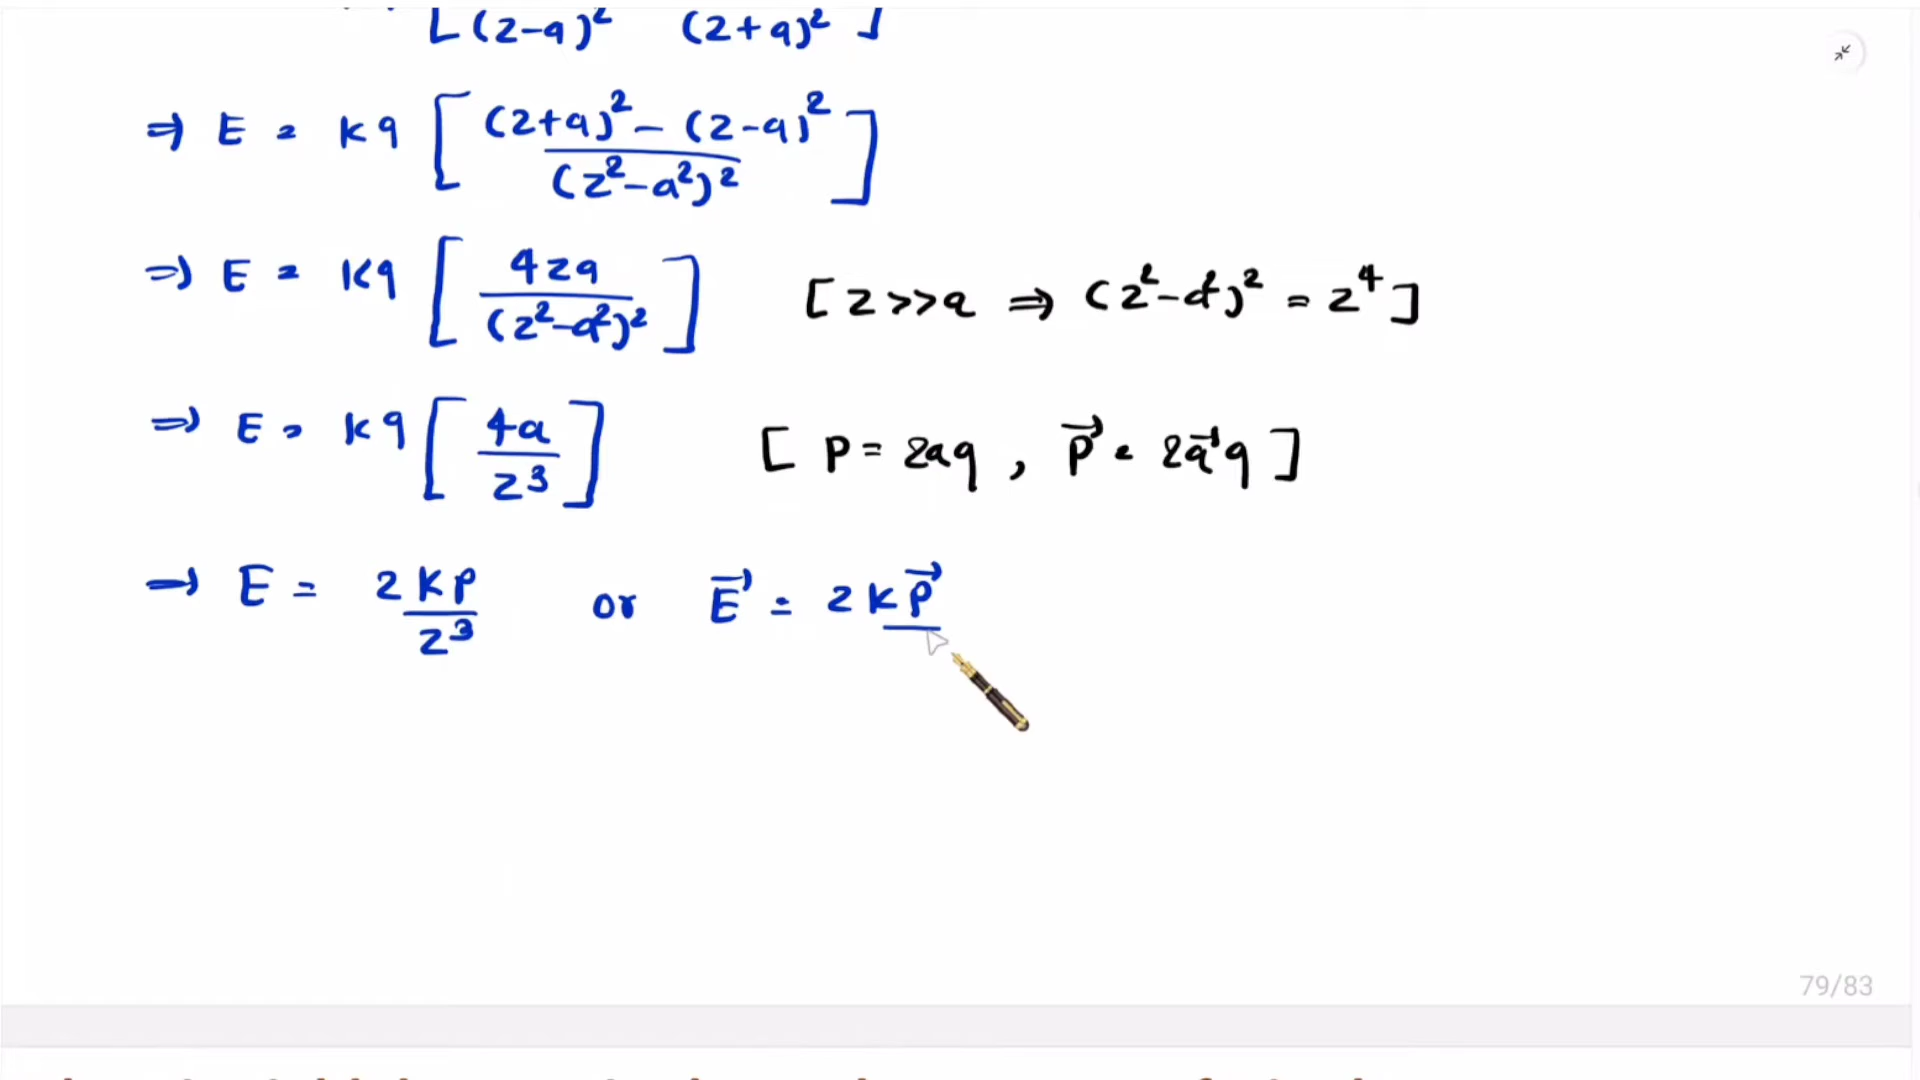 [ (z-a)² (z+a)² ]
⇒ E = kq [ (z+a)² - (z-a)² / (z²-a²)² ]
⇒ E = kq [ 4za / (z²-a²)² ] [ z>>a ⇒ (z²-a²)² = z⁴ ]
⇒ E = kq [ 4a / z³ ] [ P = 2aq , P⃗ = 2a⃗q ]
⇒ E = 2kp / z³ or E⃗ = 2kp⃗
79/83